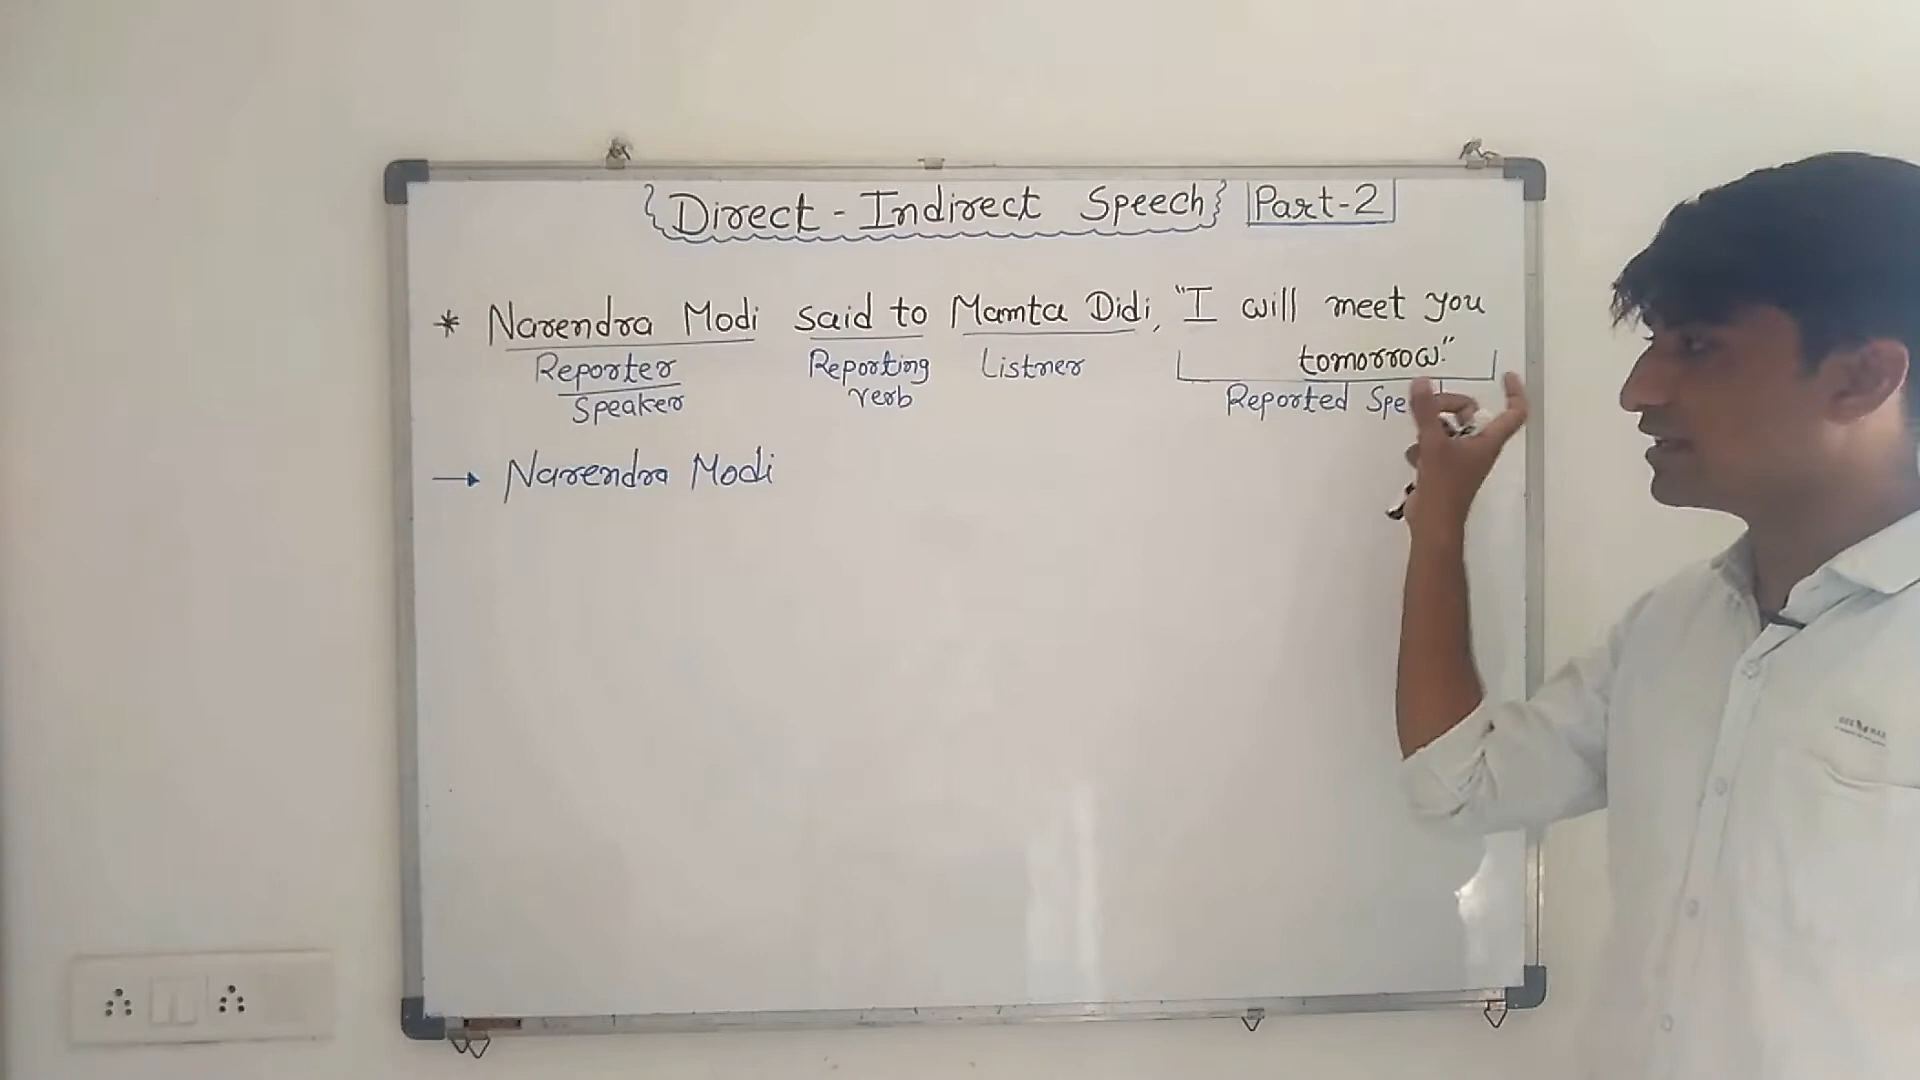 {Direct - Indirect Speech} Part-2
* Narendra Modi said to Mamta Didi, "I will meet you
tomorrow."
Reporter Reporting Listner
Speaker verb Reported
→ Narendra Modi